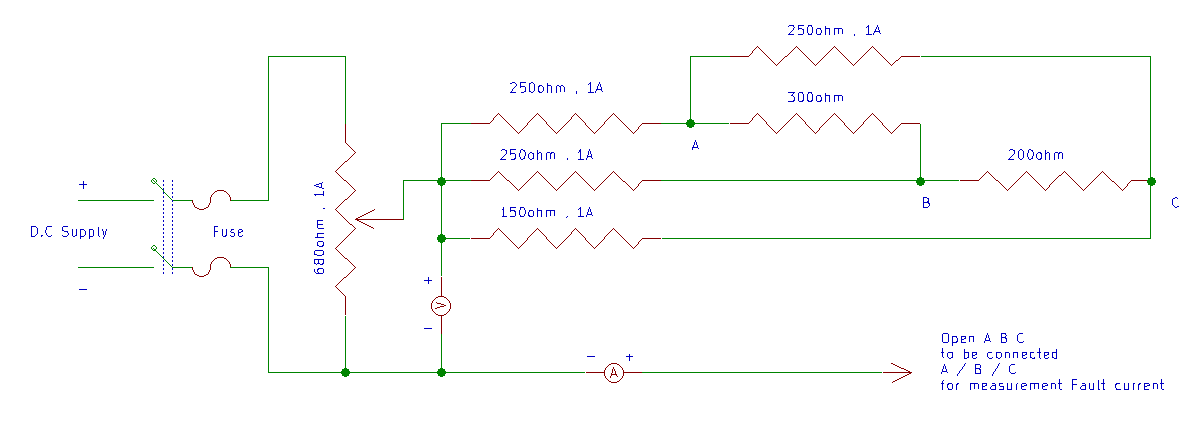 250ohm , 1A
250ohm , 1A
300ohm
A
250ohm , 1A
200ohm
+
680ohm , 1A
150ohm , 1A
B
C
D.C Supply
Fuse
+
V
-
-
- +
A
Open A B C
to be connected
A / B / C
for measurement Fault current